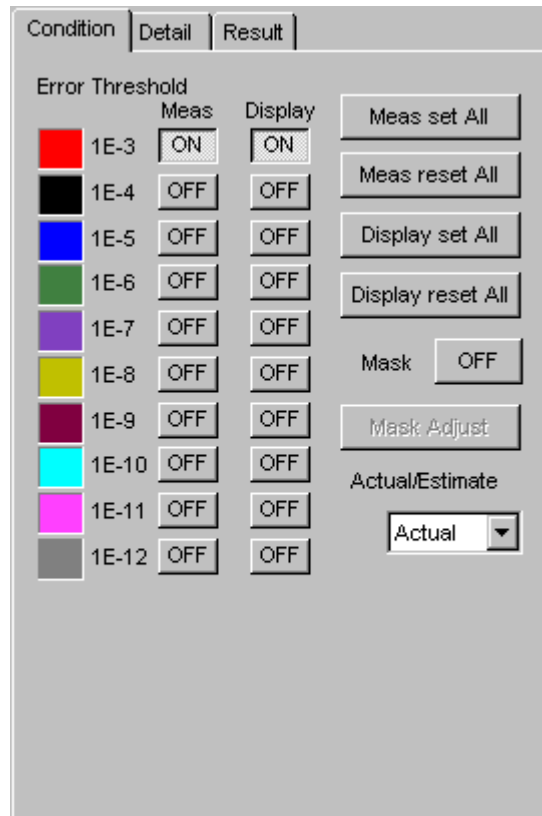 Condition Detail Result
Error Threshold
Meas Display
1E-3 ON ON
1E-4 OFF OFF
1E-5 OFF OFF
1E-6 OFF OFF
1E-7 OFF OFF
1E-8 OFF OFF
1E-9 OFF OFF
1E-10 OFF OFF
1E-11 OFF OFF
1E-12 OFF OFF
Meas set All
Meas reset All
Display set All
Display reset All
Mask OFF
Mask Adjust
Actual/Estimate
Actual